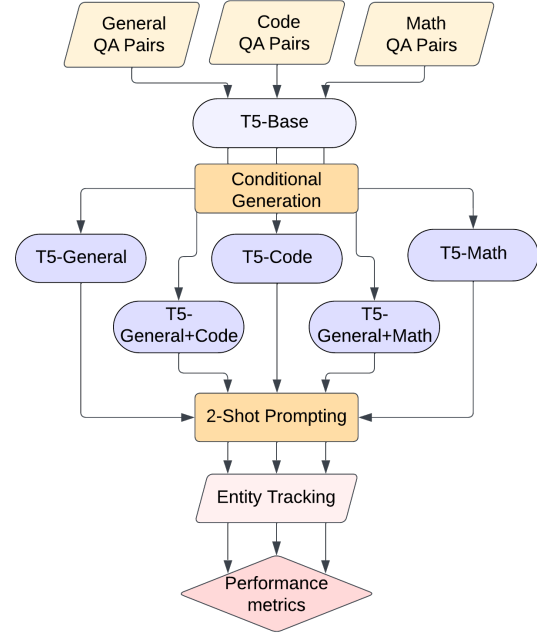 General
QA Pairs
Code
QA Pairs
Math
QA Pairs
T5-Base
Conditional
Generation
T5-General
T5-Code
T5-Math
T5-
General+Code
T5-
General+Math
2-Shot Prompting
Entity Tracking
Performance
metrics